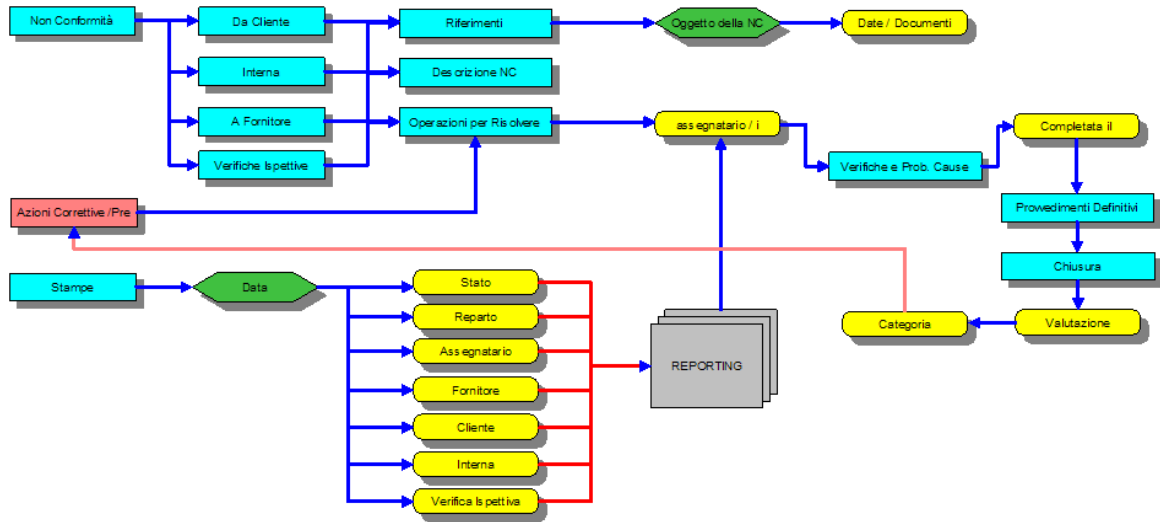 Non Conformità
Da Cliente
Riferimenti
Oggetto della NC
Date / Documenti
Interna
Descrizione NC
A Fornitore
Operazioni per Risolvere
assegnatario / i
Completata il
Verifiche Ispettive
Verifiche e Prob. Cause
Azioni Correttive /Pre
Provvedimenti Definitivi
Chiusura
Stampe
Data
Stato
Reparto
Categoria
Valutazione
Assegnatario
REPORTING
Fornitore
Cliente
Interna
Verifica Ispettiva